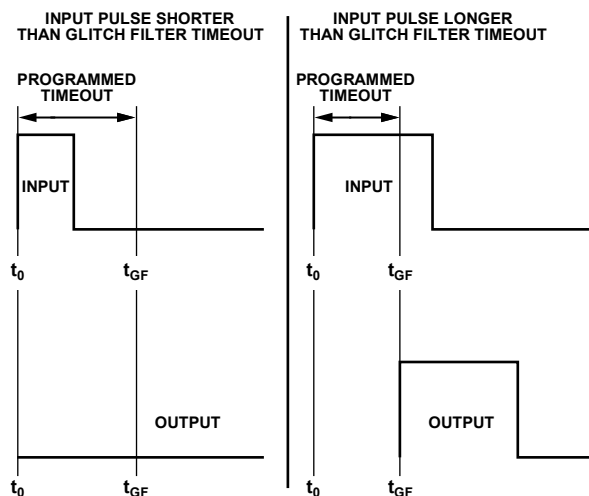 INPUT PULSE SHORTER
THAN GLITCH FILTER TIMEOUT
PROGRAMMED
TIMEOUT
INPUT
t0
tGF
OUTPUT
t0
tGF
INPUT PULSE LONGER
THAN GLITCH FILTER TIMEOUT
PROGRAMMED
TIMEOUT
INPUT
t0
tGF
OUTPUT
t0
tGF